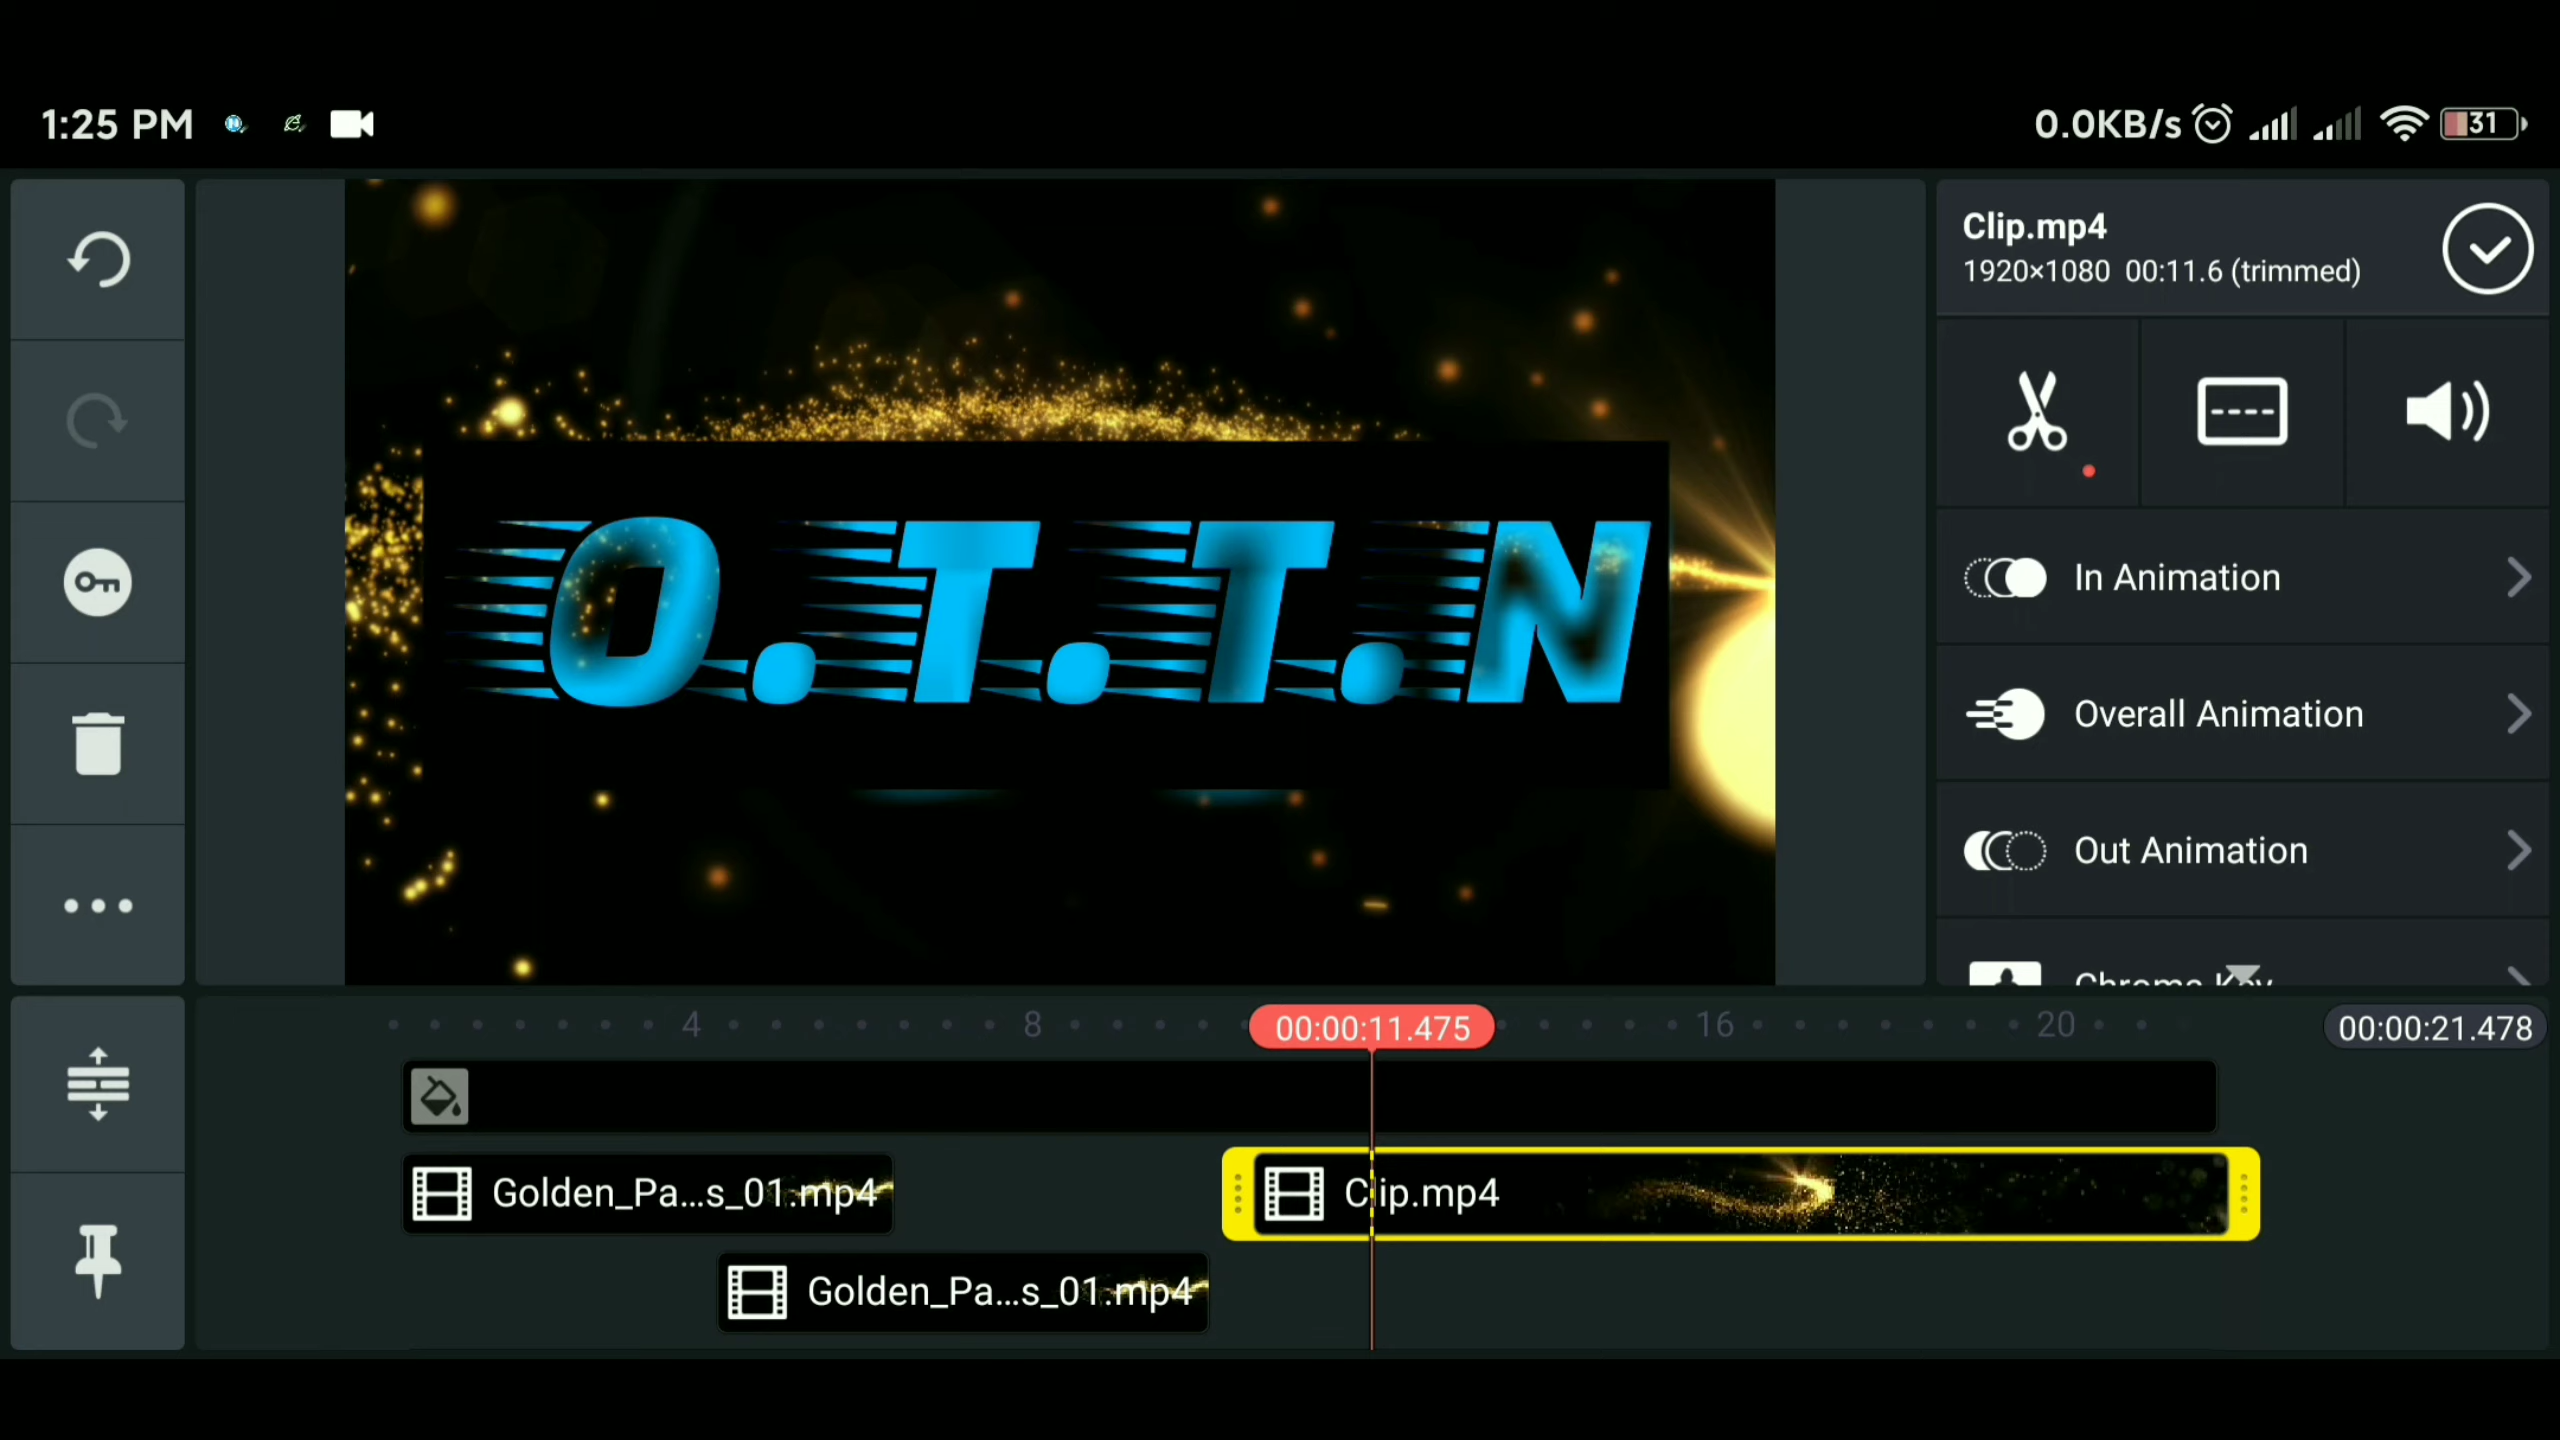 1:25 PM
0.0KB/s
31
Clip.mp4
1920×1080 00:11.6 (trimmed)
O.T.T.N
In Animation
Overall Animation
Out Animation
Chroma Key
4
8
00:00:11.475
16
20
00:00:21.478
Golden_Pa...s_01.mp4
Clip.mp4
Golden_Pa...s_01.mp4